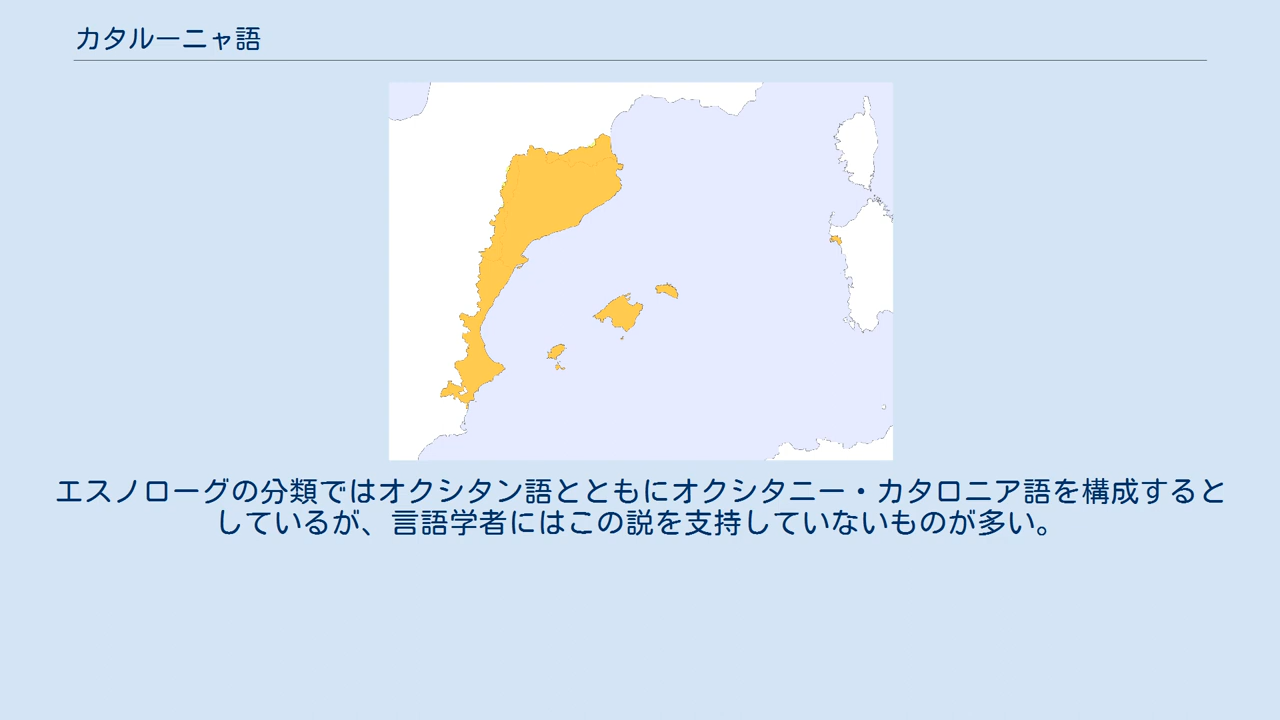 カタルーニャ語
エスノローグの分類ではオクシタン語とともにオクシタニー・カタロニア語を構成すると
しているが、言語学者にはこの説を支持していないものが多い。